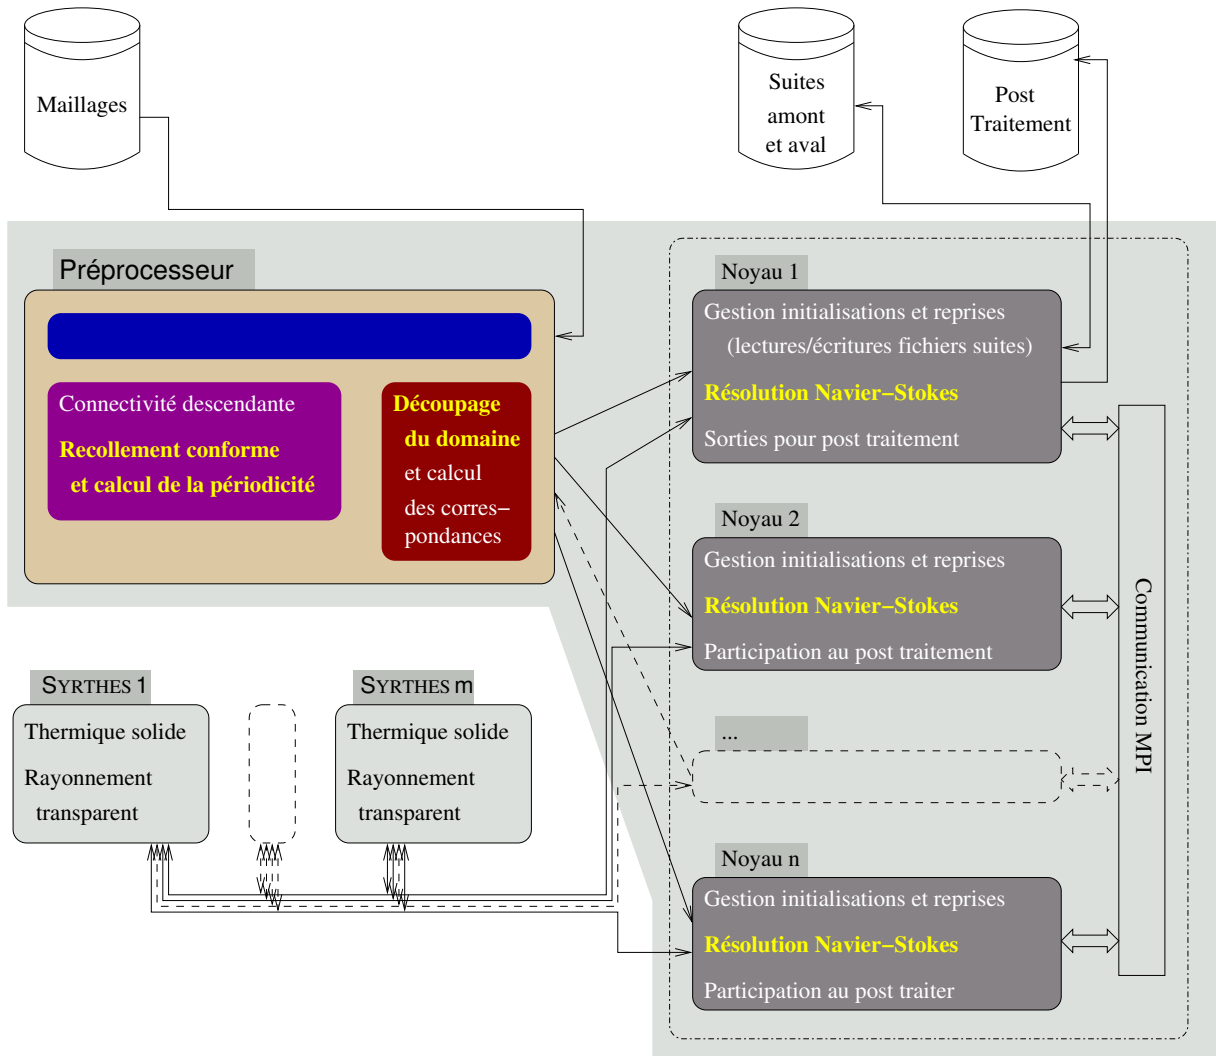 Maillages
Suites
amont
et aval
Post
Traitement
Préprocesseur
Connectivité descendante
Recollement conforme
et calcul de la périodicité
Découpage
du domaine
et calcul
des corres−
pondances
Noyau 1
Gestion initialisations et reprises
(lectures/écritures fichiers suites)
Résolution Navier−Stokes
Sorties pour post traitement
Noyau 2
Gestion initialisations et reprises
Résolution Navier−Stokes
Participation au post traitement
...
Noyau n
Gestion initialisations et reprises
Résolution Navier−Stokes
Participation au post traiter
Communication MPI
SYRTHES 1
Thermique solide
Rayonnement
transparent
SYRTHES m
Thermique solide
Rayonnement
transparent